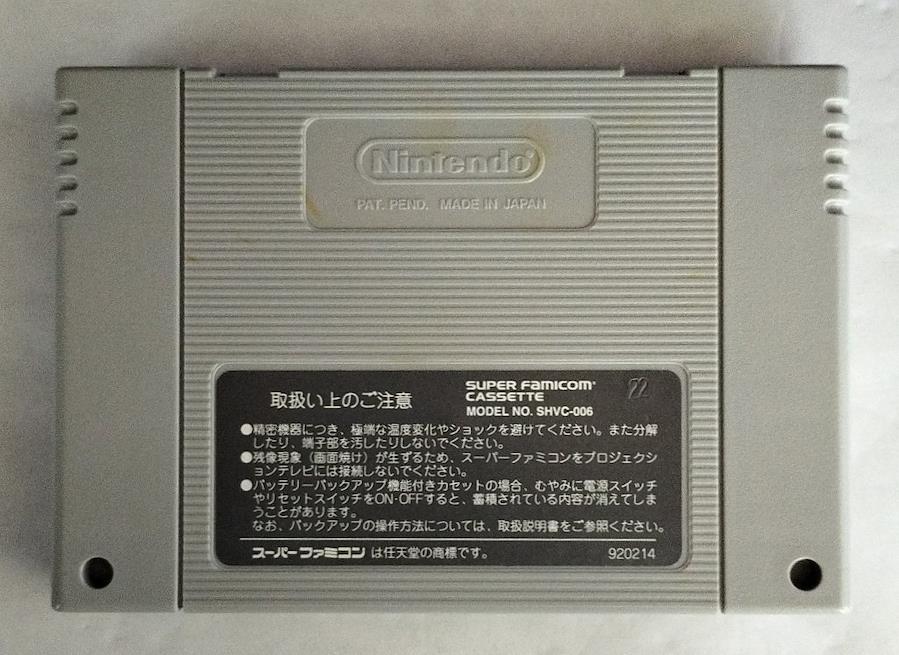 Nintendo®
PAT. PEND. MADE IN JAPAN
取扱い上のご注意
SUPER FAMICOM®
CASSETTE
MODEL NO. SHVC-006
22
●精密機器につき、極端な温度変化やショックを避けてください。また分解
したり、端子部を汚したりしないでください。
●残像現象（画面焼け）が生ずるため、スーパーファミコンをプロジェクシ
ョンテレビには接続しないでください。
●バッテリーバックアップ機能付きカセットの場合、むやみに電源スイッチ
やリセットスイッチをON·OFFすると、蓄積されている内容が消えてしま
うことがあります。
なお、バックアップの操作方法については、取扱説明書をご参照ください。
スーパーファミコン は任天堂の商標です。
920214